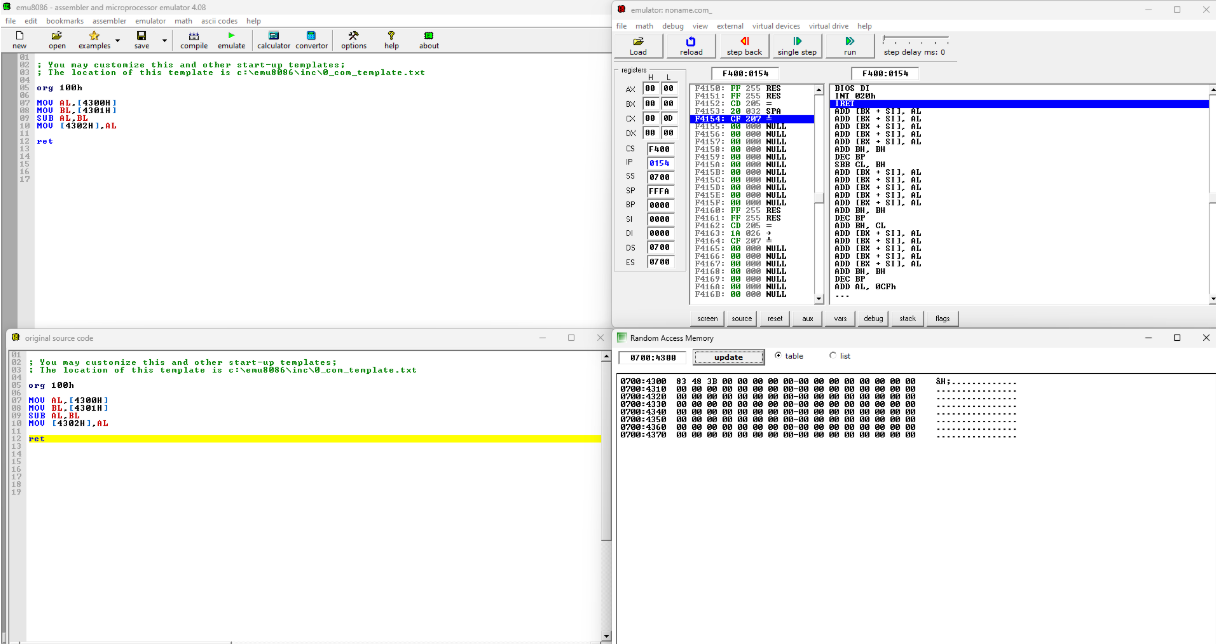 emu8086 - assembler and microprocessor emulator 4.08
file edit bookmarks assembler emulator math ascii codes help
new open examples save compile emulate calculator convertor options help about
01
02 ; You may customize this and other start-up templates;
03 ; The location of this template is c:\emu8086\inc\0_com_template.txt
04
05 org 100h
06
07 MOV AL,[4300H]
08 MOV BL,[4301H]
09 SUB AL,BL
10 MOV [4302H],AL
11
12 ret
13
14
15
16
17
emulator: noname.com_
file math debug view external virtual devices virtual drive help
Load reload step back single step run step delay ms: 0
registers F400:0154 F400:0154
H L
AX 00 00
BX 00 00
CX 00 0D
DX 00 00
CS F400
IP 0154
SS 0700
SP FFFA
BP 0000
SI 0000
DI 0000
DS 0700
ES 0700
F4150: FF 255 RES
F4151: FF 255 RES
F4152: CD 205 =
F4153: 20 032 SPA
F4154: CF 207 ╧
F4155: 00 000 NULL
F4156: 00 000 NULL
F4157: 00 000 NULL
F4158: 00 000 NULL
F4159: 00 000 NULL
F415A: 00 000 NULL
F415B: 00 000 NULL
F415C: 00 000 NULL
F415D: 00 000 NULL
F415E: 00 000 NULL
F415F: 00 000 NULL
F4160: FF 255 RES
F4161: FF 255 RES
F4162: CD 205 =
F4163: 1A 026
F4164: CF 207 ╧
F4165: 00 000 NULL
F4166: 00 000 NULL
F4167: 00 000 NULL
F4168: 00 000 NULL
F4169: 00 000 NULL
F416A: 00 000 NULL
F416B: 00 000 NULL
BIOS DI
INT 020h
IRET
ADD [BX + SI], AL
ADD [BX + SI], AL
ADD [BX + SI], AL
ADD [BX + SI], AL
ADD [BX + SI], AL
ADD BH, BH
DEC BP
SBB CL, BH
ADD [BX + SI], AL
ADD [BX + SI], AL
ADD [BX + SI], AL
ADD [BX + SI], AL
ADD [BX + SI], AL
ADD BH, BH
DEC BP
ADD BH, CL
ADD [BX + SI], AL
ADD [BX + SI], AL
ADD [BX + SI], AL
ADD [BX + SI], AL
ADD [BX + SI], AL
ADD BH, BH
DEC BP
ADD AL, 0CFh
...
screen source reset aux vars debug stack flags
original source code
01
02 ; You may customize this and other start-up templates;
03 ; The location of this template is c:\emu8086\inc\0_com_template.txt
04
05 org 100h
06
07 MOV AL,[4300H]
08 MOV BL,[4301H]
09 SUB AL,BL
10 MOV [4302H],AL
11
12 ret
13
14
15
16
17
18
19
Random Access Memory
0700:4300 update table list
0700:4300 83 48 3B 00 00 00 00 00-00 00 00 00 00 00 00 00 âH;.............
0700:4310 00 00 00 00 00 00 00 00-00 00 00 00 00 00 00 00 ................
0700:4320 00 00 00 00 00 00 00 00-00 00 00 00 00 00 00 00 ................
0700:4330 00 00 00 00 00 00 00 00-00 00 00 00 00 00 00 00 ................
0700:4340 00 00 00 00 00 00 00 00-00 00 00 00 00 00 00 00 ................
0700:4350 00 00 00 00 00 00 00 00-00 00 00 00 00 00 00 00 ................
0700:4360 00 00 00 00 00 00 00 00-00 00 00 00 00 00 00 00 ................
0700:4370 00 00 00 00 00 00 00 00-00 00 00 00 00 00 00 00 ................